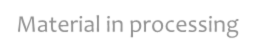 Material in processing